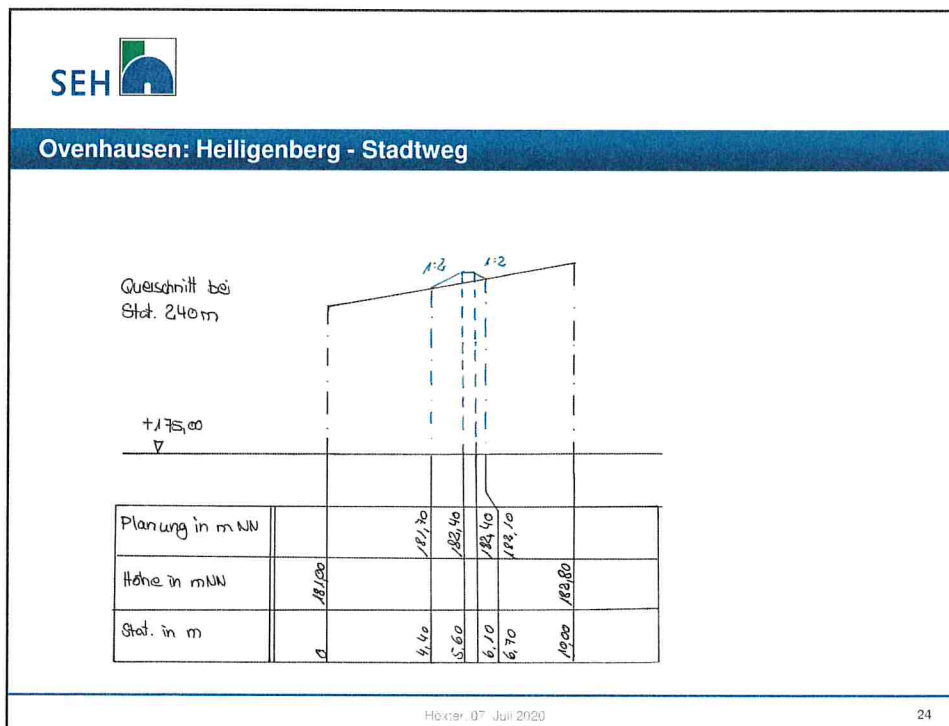 SEH
Ovenhausen: Heiligenberg - Stadtweg
1:2 1:2
Querschnitt bei
Stat. 240m
+175,00
Planung in m NN 181,70 182,40 182,40 182,10
Höhe in mNN 181,00 182,80
Stat. in m 0 4,40 5,60 6,10 6,70 10,00
Höxter, 07. Juli 2020
24